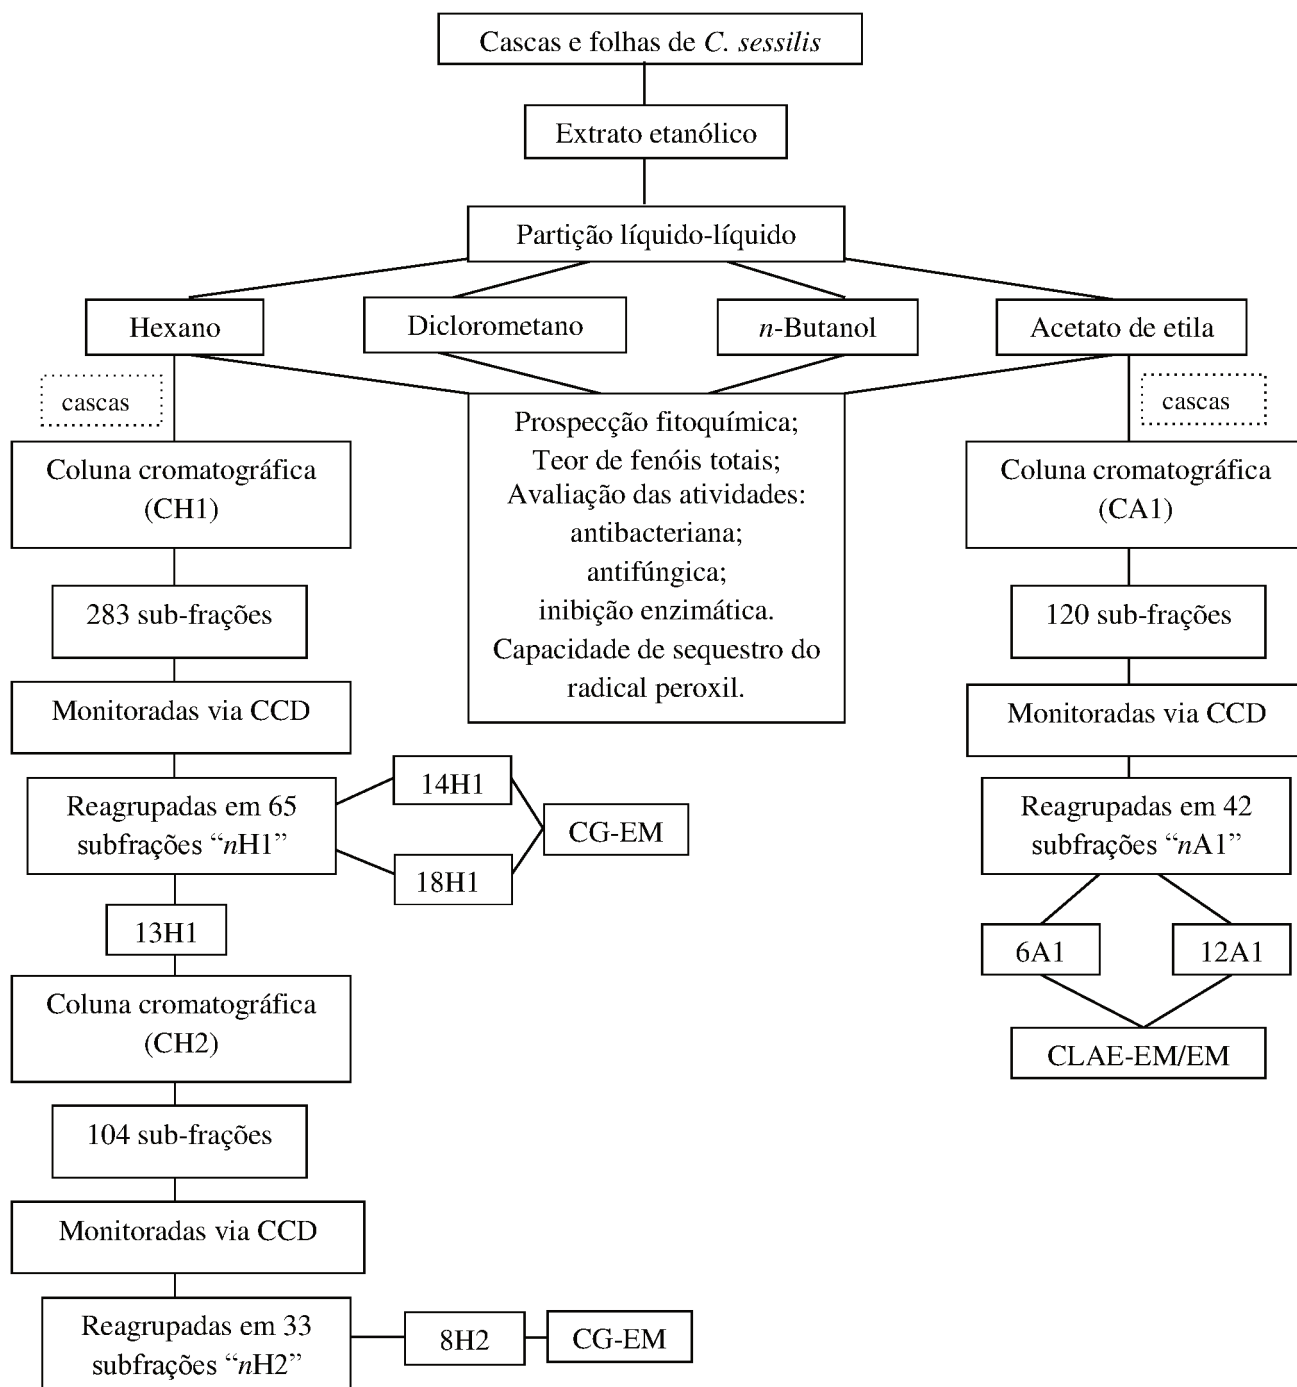 Cascas e folhas de C. sessilis
Extrato etanólico
Partição líquido-líquido
Hexano
Diclorometano
n-Butanol
Acetato de etila
cascas
cascas
Coluna cromatográfica
(CH1)
Prospecção fitoquímica;
Teor de fenóis totais;
Avaliação das atividades:
antibacteriana;
antifúngica;
inibição enzimática.
Capacidade de sequestro do
radical peroxil.
Coluna cromatográfica
(CA1)
283 sub-frações
120 sub-frações
Monitoradas via CCD
Monitoradas via CCD
Reagrupadas em 65
subfrações “nH1”
14H1
18H1
CG-EM
Reagrupadas em 42
subfrações “nA1”
13H1
6A1
12A1
Coluna cromatográfica
(CH2)
CLAE-EM/EM
104 sub-frações
Monitoradas via CCD
Reagrupadas em 33
subfrações “nH2”
8H2
CG-EM